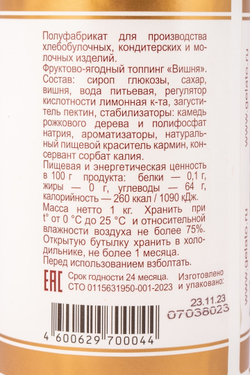 Полуфабрикат для производства
хлебобулочных, кондитерских и мо-
лочных изделий.
Фруктово-ягодный топпинг «Вишня».
Состав: сироп глюкозы, сахар,
вишня, вода питьевая, регулятор
кислотности лимонная к-та, загусти-
тель пектин, стабилизаторы: камедь
рожкового дерева и полифосфат
натрия, ароматизаторы, натураль-
ный пищевой краситель кармин, кон-
сервант сорбат калия.
Пищевая и энергетическая ценность
в 100 г продукта: белки — 0,1 г,
жиры — 0 г, углеводы — 64 г,
калорийность — 260 ккал / 1090 кДж.
Масса нетто 1 кг. Хранить при
t° от 0 °C до 25 °C и относительной
влажности воздуха не более 75%.
Открытую бутылку хранить в холо-
дильнике, не более 1 месяца.
Перед использованием взболтать.
ЕАС Срок годности 24 месяца. Изготовлено
СТО 0115631950-001-2023 и упаковано:
23.11.23
07038023
4 600629 700044